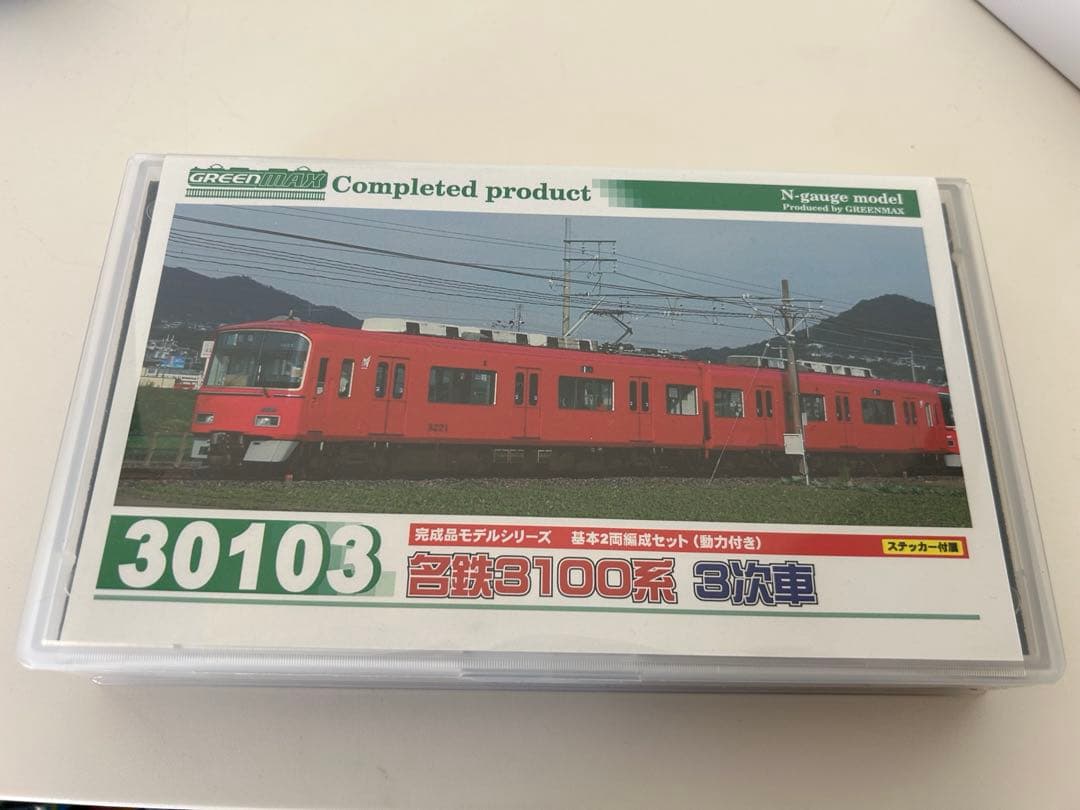 GREENMAX Completed product
N-gauge model
Produced by GREENMAX
30103
完成品モデルシリーズ 基本2両編成セット(動力付き)
ステッカー付属
名鉄3100系 3次車